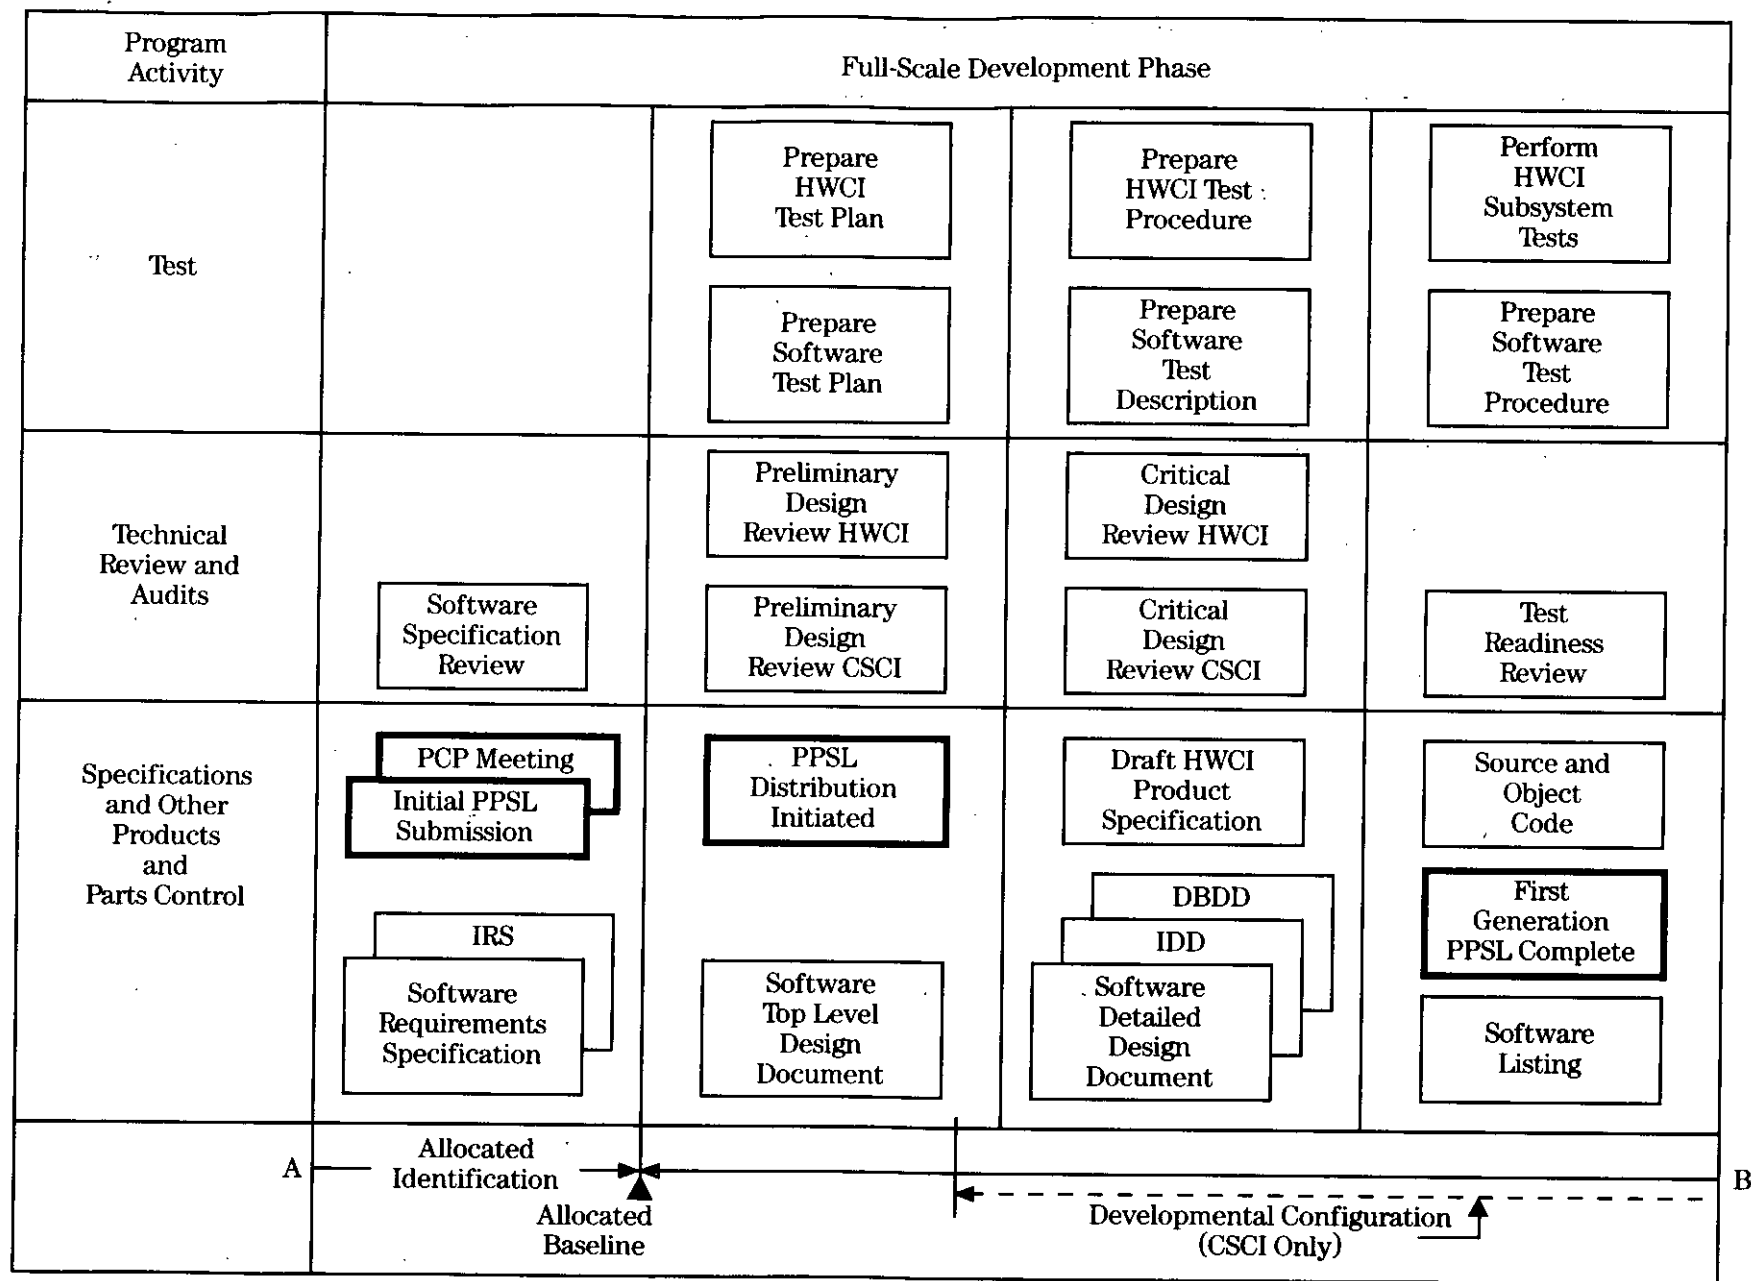 Program
Activity
Full-Scale Development Phase
Test
Prepare
HWCI
Test Plan
Prepare
HWCI Test
Procedure
Perform
HWCI
Subsystem
Tests
Prepare
Software
Test Plan
Prepare
Software
Test
Description
Prepare
Software
Test
Procedure
Technical
Review and
Audits
Preliminary
Design
Review HWCI
Critical
Design
Review HWCI
Software
Specification
Review
Preliminary
Design
Review CSCI
Critical
Design
Review CSCI
Test
Readiness
Review
Specifications
and Other
Products
and
Parts Control
PCP Meeting
Initial PPSL
Submission
PPSL
Distribution
Initiated
Draft HWCI
Product
Specification
Source and
Object
Code
First
Generation
PPSL Complete
IRS
Software
Requirements
Specification
Software
Top Level
Design
Document
DBDD
IDD
Software
Detailed
Design
Document
Software
Listing
A
Allocated
Identification
B
Allocated
Baseline
Developmental Configuration
(CSCI Only)